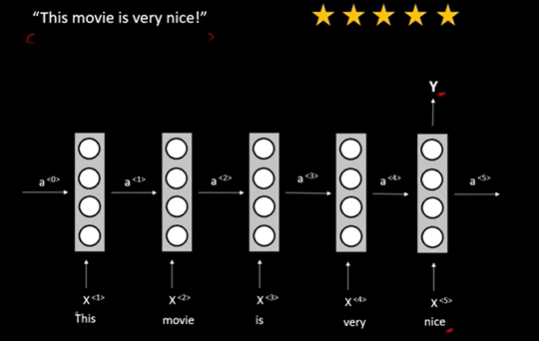 “This movie is very nice!”
Y
a<0> a<1> a<2> a<3> a<4> a<5>
X<1> X<2> X<3> X<4> X<5>
This movie is very nice